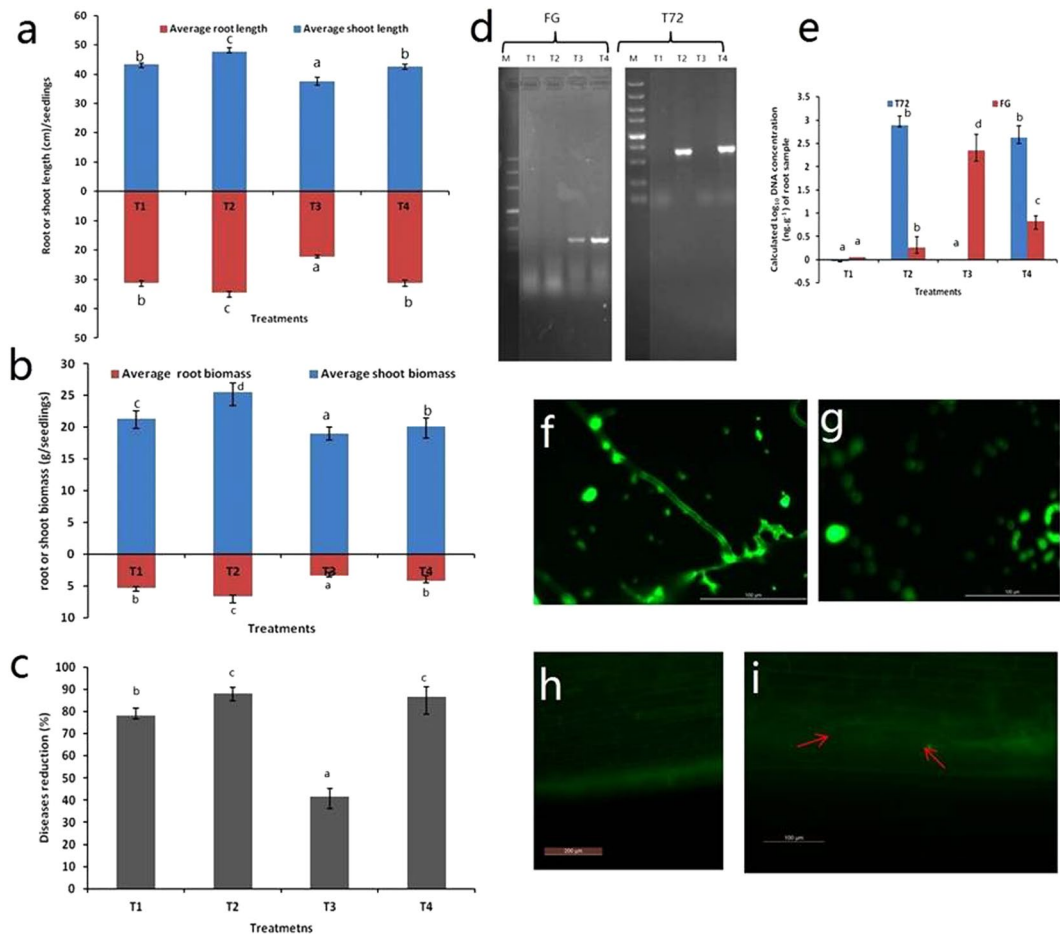 a
Average root length
Average shoot length
Root or shoot length (cm)/seedlings
60
50
40
30
20
10
0
10
20
30
40
50
b
c
a
b
T1
T2
T3
T4
b
c
a
b
Treatments
b
Average root biomass
Average shoot biomass
root or shoot biomass (g/seedlings)
30
25
20
15
10
5
0
5
10
c
d
a
b
T1
T2
T3
T4
b
c
a
b
Treatments
c
Diseases reduction (%)
100
90
80
70
60
50
40
30
20
10
0
b
c
a
c
T1
T2
T3
T4
Treatmetns
d
FG
T72
M T1 T2 T3 T4
M T1 T2 T3 T4
e
T72
FG
Calculated Log10 DNA concentration
(ng.g-1) of root sample
3.5
3
2.5
2
1.5
1
0.5
0
a a
b
b
a
d
b
c
T1
T2
T3
T4
Treatments
f
100 µm
g
100 µm
h
200 µm
i
100 µm